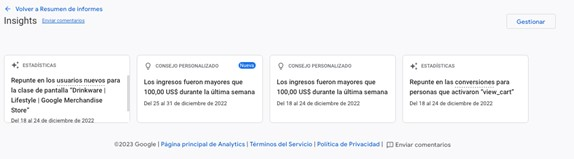 Volver a Resumen de informes
Insights Enviar comentarios
Gestionar
ESTADÍSTICAS
Repunte en los usuarios nuevos para
la clase de pantalla "Drinkware |
Lifestyle | Google Merchandise
Store"
Del 18 al 24 de diciembre de 2022
CONSEJO PERSONALIZADO Nuevo
Los ingresos fueron mayores que
100,00 US$ durante la última semana
Del 25 al 31 de diciembre de 2022
CONSEJO PERSONALIZADO
Los ingresos fueron mayores que
100,00 US$ durante la última semana
Del 18 al 24 de diciembre de 2022
ESTADÍSTICAS
Repunte en las conversiones para
personas que activaron "view_cart"
Del 18 al 24 de diciembre de 2022
©2023 Google | Página principal de Analytics | Términos del Servicio | Política de Privacidad | Enviar comentarios